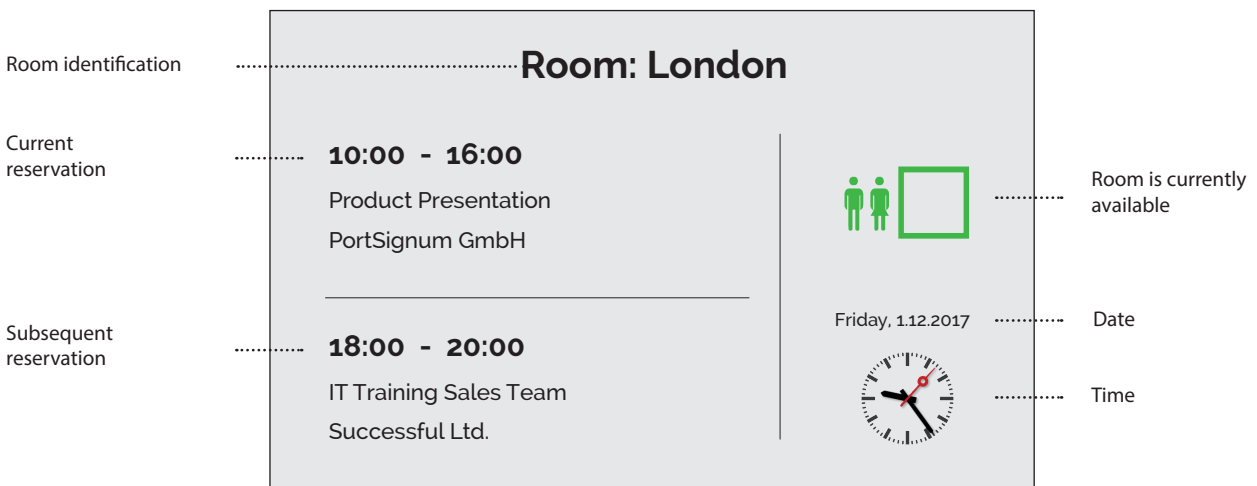 Room identification
Room: London
Current
reservation
10:00 - 16:00
Product Presentation
PortSignum GmbH
Room is currently
available
Subsequent
reservation
18:00 - 20:00
IT Training Sales Team
Successful Ltd.
Friday, 1.12.2017
Date
Time